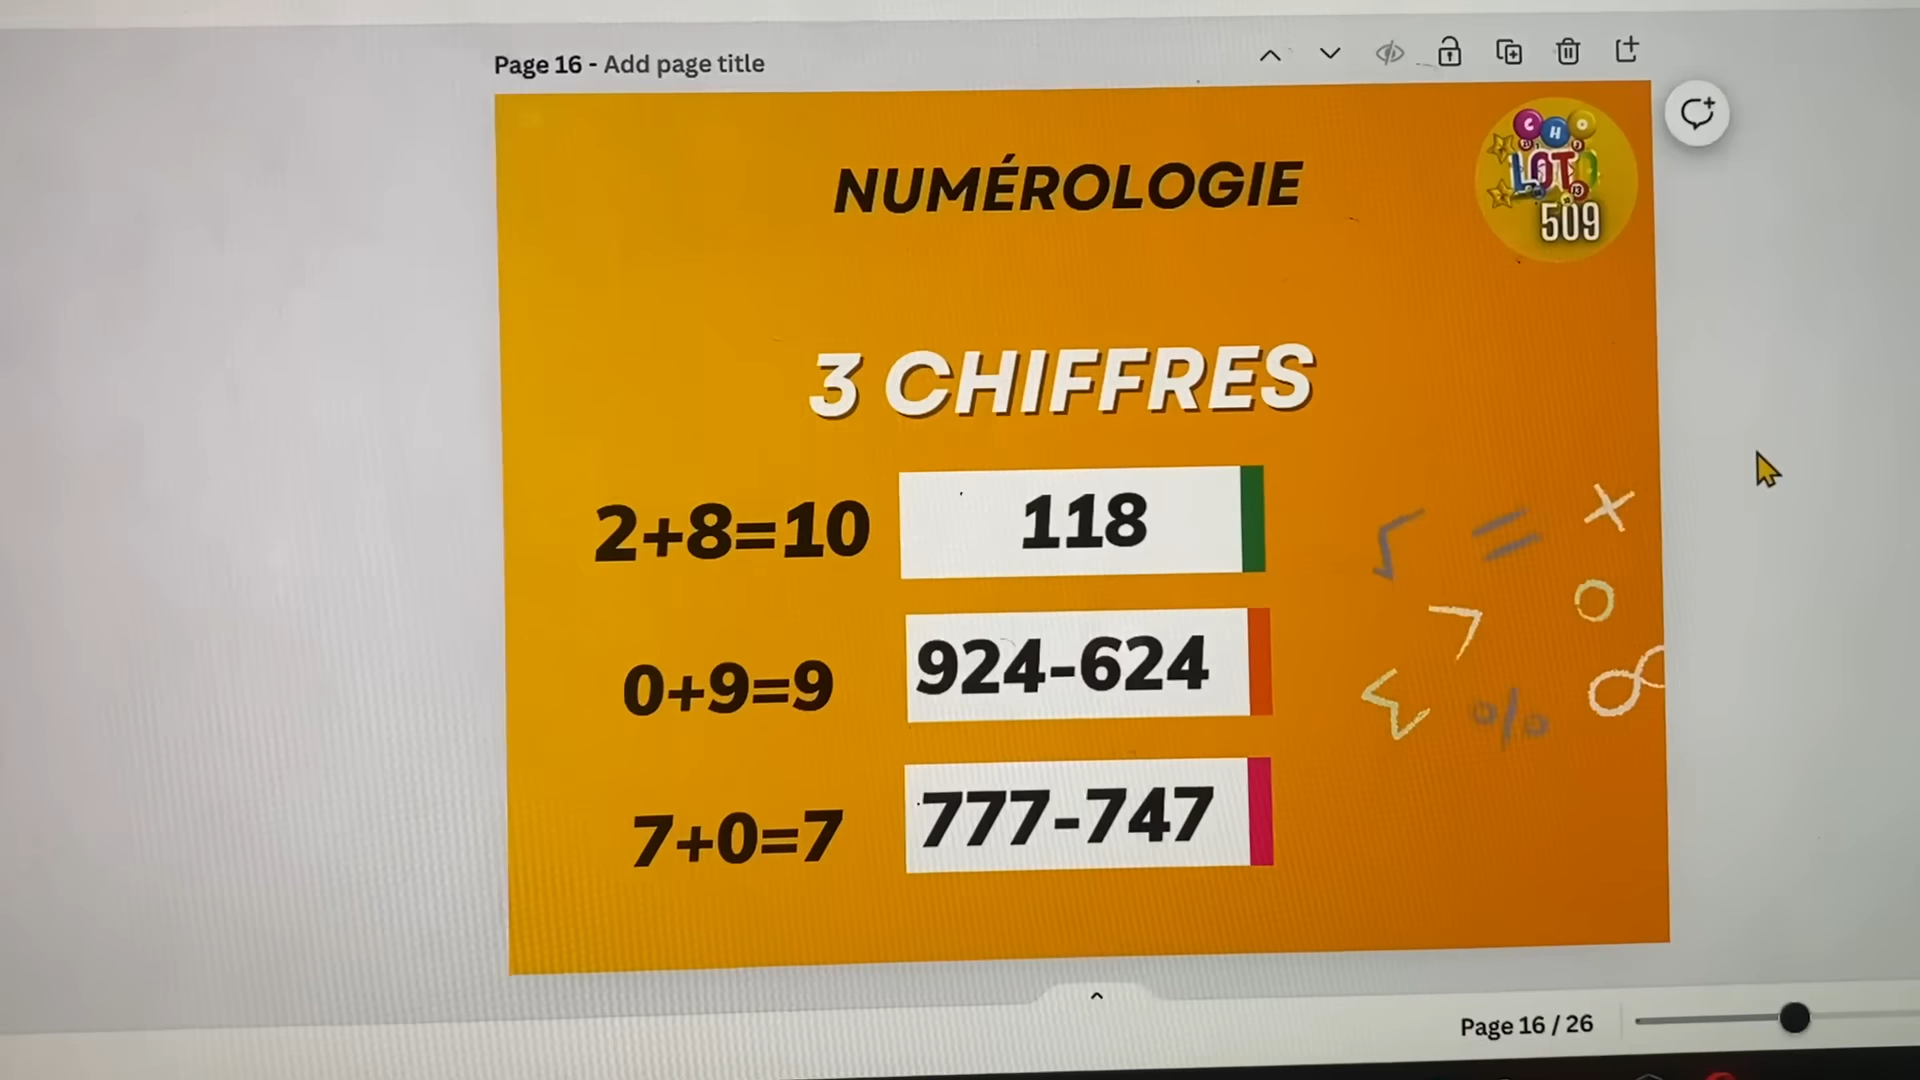 Page 16 - Add page title
CHO
LOTO
509
NUMÉROLOGIE
3 CHIFFRES
2+8=10
118
0+9=9
924-624
7+0=7
777-747
√ = ×
> ο
Σ % ∞
Page 16 / 26